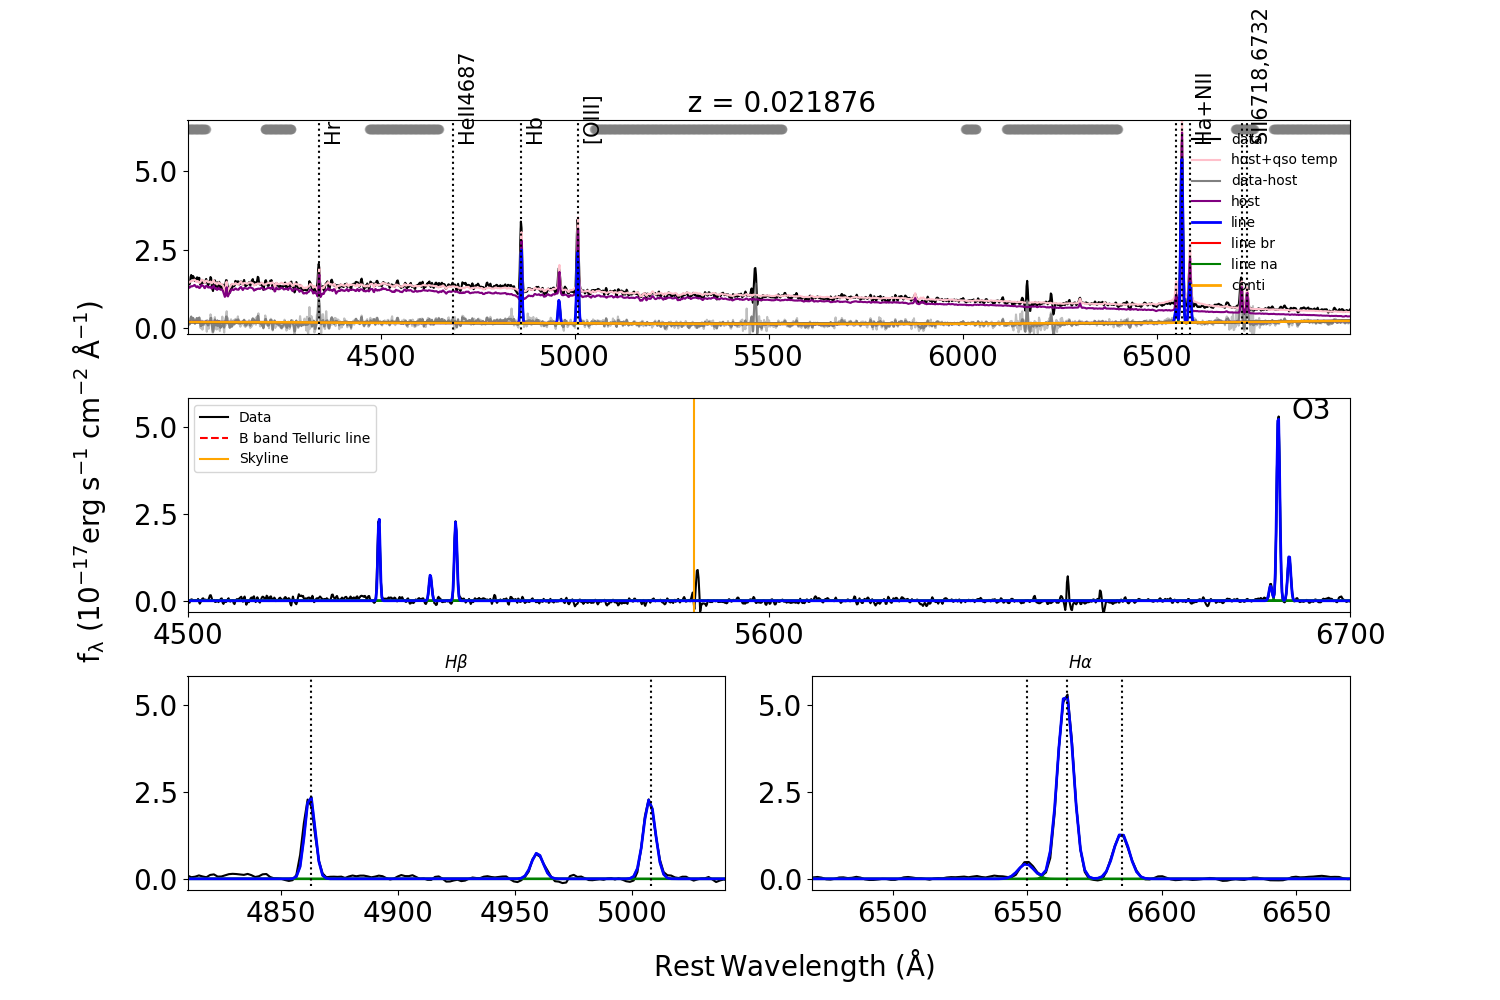 z = 0.021876
Hr
HeII4687
Hb
[OIII]
Ha+NII
SII6718,6732
data
host+qso temp
data-host
host
line
line br
line na
conti
5.0
2.5
0.0
4500 5000 5500 6000 6500
Data
B band Telluric line
Skyline
O3
5.0
2.5
0.0
4500 5600 6700
fλ (10⁻¹⁷erg s⁻¹ cm⁻² Å⁻¹)
Hβ
5.0
2.5
0.0
4850 4900 4950 5000
Hα
5.0
2.5
0.0
6500 6550 6600 6650
Rest Wavelength (Å)